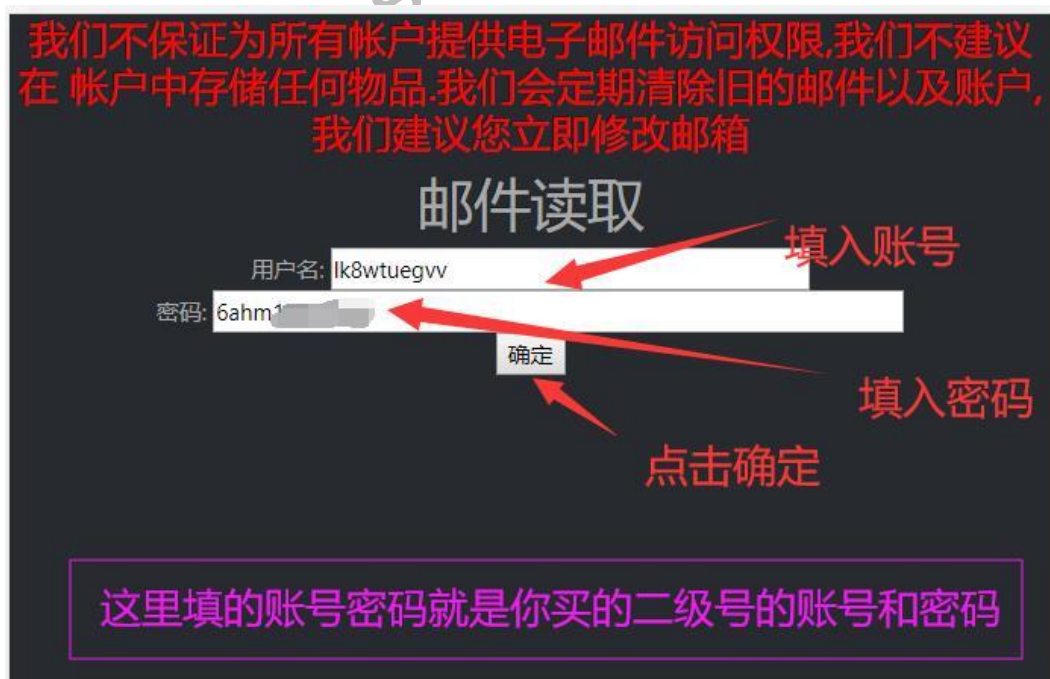 我们不保证为所有帐户提供电子邮件访问权限,我们不建议
在 帐户中存储任何物品.我们会定期清除旧的邮件以及账户,
我们建议您立即修改邮箱
邮件读取
填入账号
用户名: lk8wtuegvv
密码: 6ahm
确定
填入密码
点击确定
这里填的账号密码就是你买的二级号的账号和密码